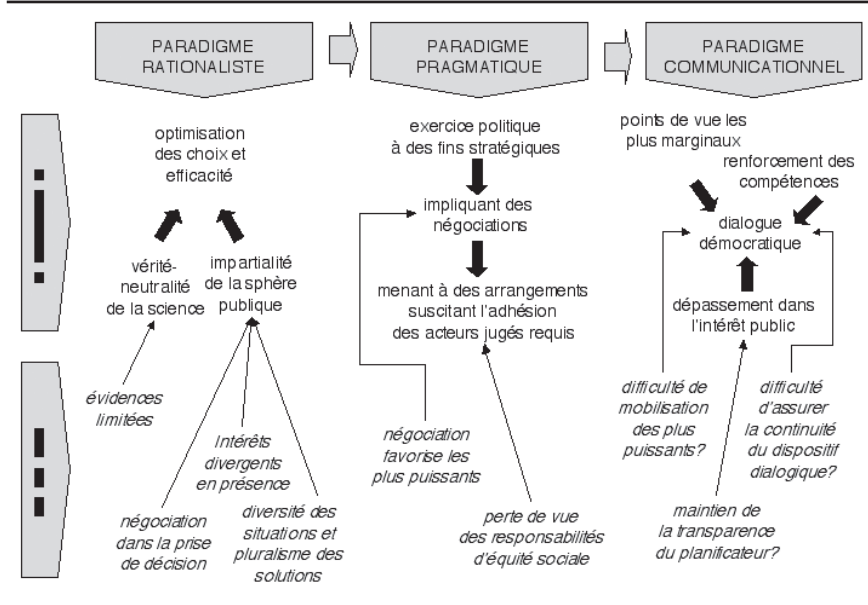 PARADIGME
RATIONALISTE
PARADIGME
PRAGMATIQUE
PARADIGME
COMMUNICATIONNEL
optimisation
des choix et
efficacité
vérité-
neutralité
de la science
impartialité
de la sphère
publique
exercice politique
à des fins stratégiques
impliquant des
négociations
menant à des arrangements
suscitant l'adhésion
des acteurs jugés requis
points de vue les
plus marginaux
renforcement des
compétences
dialogue
démocratique
dépassement dans
l'intérêt public
évidences
limitées
négociation
dans la prise
de décision
Intérêts
divergents
en présence
diversité des
situations et
pluralisme des
solutions
négociation
favorise les
plus puissants
perte de vue
des responsabilités
d'équité sociale
difficulté de
mobilisation
des plus
puissants?
maintien de
la transparence
du planificateur?
difficulté
d'assurer
la continuité
du dispositif
dialogique?